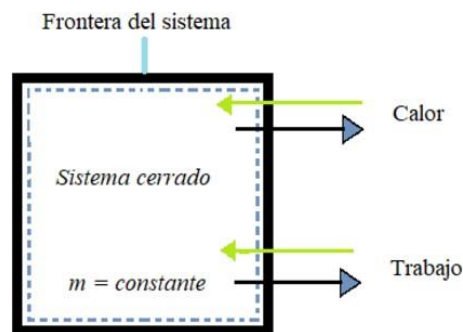 Frontera del sistema
Calor
Sistema cerrado
Trabajo
m = constante